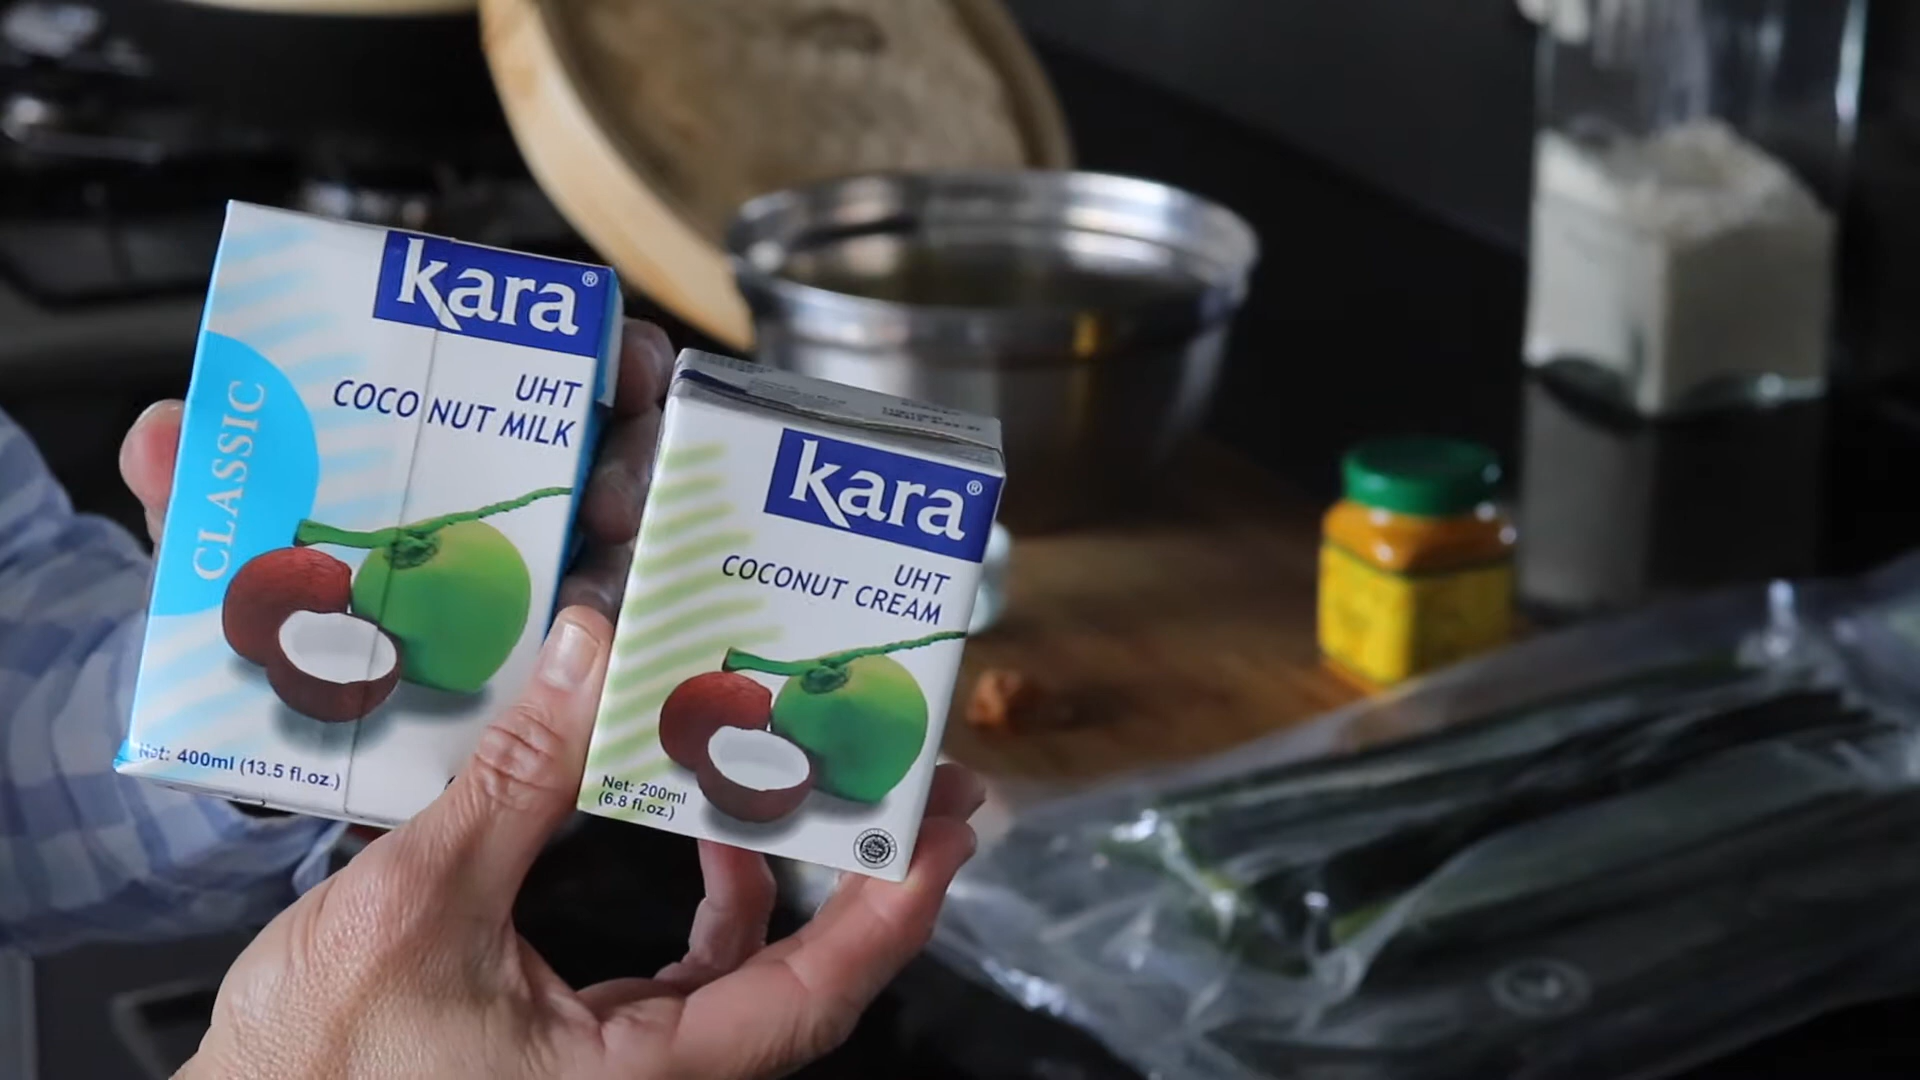 kara®
UHT
COCONUT MILK
CLASSIC
Net: 400ml (13.5 fl.oz.)
kara®
UHT
COCONUT CREAM
Net: 200ml
(6.8 fl.oz.)